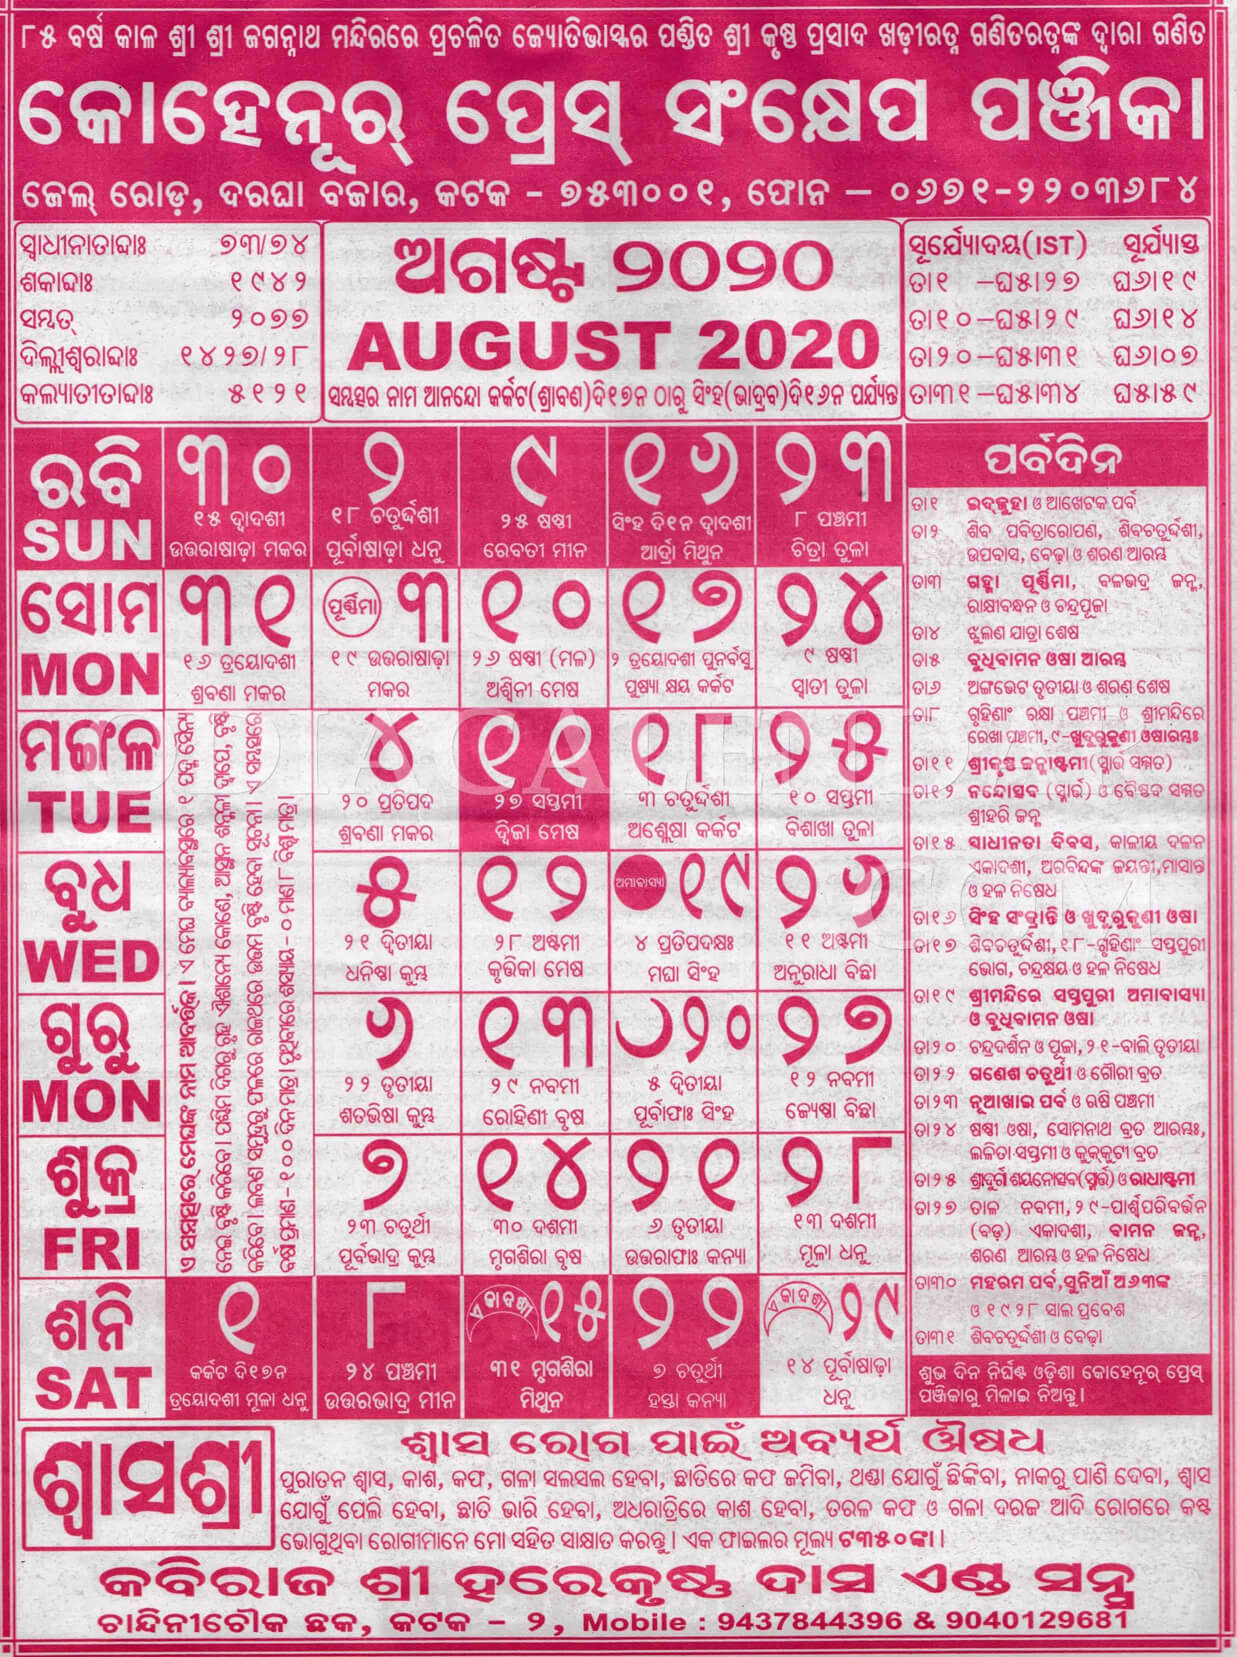 ୮୫ ବର୍ଷ କାଳ ଶ୍ରୀ ଶ୍ରୀ ଜଗନ୍ନାଥ ମନ୍ଦିରରେ ପ୍ରଚଳିତ ଜ୍ୟୋତିଭାସ୍କର ପଣ୍ଡିତ ଶ୍ରୀ କୃଷ୍ଣ ପ୍ରସାଦ ଖଡ଼ୀରତ୍ନ ଗଣିତରତ୍ନଙ୍କ ଦ୍ୱାରା ଗଣିତ
କୋହେନୂର୍ ପ୍ରେସ୍ ସଂକ୍ଷେପ ପଞ୍ଜିକା
ଜେଲ୍ ରୋଡ଼, ଦରଘା ବଜାର, କଟକ - ୭୫୩୦୦୧, ଫୋନ – ୦୬୭୧-୨୨୦୩୬୮୪
ସ୍ୱାଧୀନାତାବ୍ଦାଃ ୭୩/୭୪
ଶକାବ୍ଦାଃ ୧୯୪୨
ସମ୍ଵତ୍ ୨୦୭୭
ଦିଲ୍ଲୀଶ୍ୱରାବ୍ଦାଃ ୧୪୨୭/୨୮
କଲ୍ୟାତୀତାବ୍ଦାଃ ୫୧୨୧
ଅଗଷ୍ଟ ୨୦୨୦
AUGUST 2020
ସମ୍ଵତ୍ସର ନାମ ଆନନ୍ଦୋ କର୍କଟ(ଶ୍ରାବଣ)ଦି୧୭ନ ଠାରୁ ସିଂହ(ଭାଦ୍ରବ)ଦି୧୬ନ ପର୍ଯ୍ୟନ୍ତ
ସୂର୍ଯ୍ୟୋଦୟ(IST) ସୂର୍ଯ୍ୟାସ୍ତ
ତା୧ –ଘ୫ା୨୭ ଘ୬ା୧୯
ତା୧୦–ଘ୫ା୨୯ ଘ୬ା୧୪
ତା୨୦–ଘ୫ା୩୧ ଘ୬ା୦୭
ତା୩୧–ଘ୫ା୩୪ ଘ୫ା୫୯
ରବି SUN
୩୦ ୨ ୯ ୧୬ ୨୩
୧୫ ଦ୍ୱାଦଶୀ ୧୮ ଚତୁର୍ଦ୍ଦଶୀ ୨୫ ଷଷ୍ଠୀ ସିଂହ ଦି୧ନ ଦ୍ୱାଦଶୀ ୮ ପଞ୍ଚମୀ
ଉତ୍ତରାଷାଢ଼ା ମକର ପୂର୍ବାଷାଢ଼ା ଧନୁ ରେବତୀ ମୀନ ଆର୍ଦ୍ରା ମିଥୁନ ଚିତ୍ରା ତୁଳା
ସୋମ MON
୩୧ ପୂର୍ଣ୍ଣିମା ୩ ୧୦ ୧୭ ୨୪
୧୬ ତ୍ରୟୋଦଶୀ ୧୯ ଉତ୍ତରାଷାଢ଼ା ୨୬ ଷଷ୍ଠୀ (ମଳ) ୨ ତ୍ରୟୋଦଶୀ ପୁନର୍ବସୁ ୯ ଷଷ୍ଠୀ
ଶ୍ରବଣା ମକର ମକର ଅଶ୍ୱିନୀ ମେଷ ପୁଷ୍ୟା କ୍ଷୟ କର୍କଟ ସ୍ୱାତୀ ତୁଳା
ମଙ୍ଗଳ TUE
୪ ୧୧ ୧୮ ୨୫
୨୦ ପ୍ରତିପଦ ୨୭ ସପ୍ତମୀ ୩ ଚତୁର୍ଦ୍ଦଶୀ ୧୦ ସପ୍ତମୀ
ଶ୍ରବଣା ମକର ଦ୍ୱିକା ମେଷ ଅଶ୍ଲେଷା କର୍କଟ ବିଶାଖା ତୁଳା
ବୁଧ WED
୫ ୧୨ ଅମାବାସ୍ୟା ୧୯ ୨୬
୨୧ ଦ୍ୱିତୀୟା ୨୮ ଅଷ୍ଟମୀ ୪ ପ୍ରତିପଦକ୍ଷଃ ୧୧ ଅଷ୍ଟମୀ
ଧନିଷ୍ଠା କୁମ୍ଭ କୃତ୍ତିକା ମେଷ ମଘା ସିଂହ ଅନୁରାଧା ବିଛା
ଗୁରୁ MON
୬ ୧୩ ୨୦ ୨୭
୨୨ ତୃତୀୟା ୨୯ ନବମୀ ୫ ଦ୍ୱିତୀୟା ୧୨ ନବମୀ
ଶତଭିଷା କୁମ୍ଭ ରୋହିଣୀ ବୃଷ ପୂର୍ବାଫାଃ ସିଂହ ଜ୍ୟେଷ୍ଠା ବିଛା
ଶୁକ୍ର FRI
୭ ୧୪ ୨୧ ୨୮
୨୩ ଚତୁର୍ଥୀ ୩୦ ଦଶମୀ ୬ ତୃତୀୟା ୧୩ ଦଶମୀ
ପୂର୍ବଭାଦ୍ର କୁମ୍ଭ ମୃଗଶିରା ବୃଷ ଉତ୍ତରାଫାଃ କନ୍ୟା ମୂଳା ଧନୁ
ଶନି SAT
୧ ୮ ଏକାଦଶୀ ୧୫ ୨୨ ଏକାଦଶୀ ୨୯
କର୍କଟ ଦି୧୭ନ ୨୪ ପଞ୍ଚମୀ ୩୧ ମୃଗଶିରା ୭ ଚତୁର୍ଥୀ ୧୪ ପୂର୍ବାଷାଢ଼ା
ତ୍ରୟୋଦଶୀ ମୂଳା ଧନୁ ଉତ୍ତରଭାଦ୍ର ମୀନ ମିଥୁନ ହସ୍ତା କନ୍ୟା ଧନୁ
ପର୍ବଦିନ
ତା୧ ଇଦ୍‌ଜୁହା ଓ ଆଖେଟକ ପର୍ବ
ତା୨ ଶିବ ପବିତ୍ରାରୋପଣ, ଶିବଚତୁର୍ଦ୍ଦଶୀ,
ଉପବାସ, ବେଢ଼ା ଓ ଶରଣ ଆରମ୍ଭ
ତା୩ ଗହ୍ମା ପୂର୍ଣ୍ଣିମା, ବଳଭଦ୍ର ଜନ୍ମ,
ରାକ୍ଷୀବନ୍ଧନ ଓ ଚନ୍ଦ୍ରପୂଜା
ତା୪ ଝୁଲଣ ଯାତ୍ରା ଶେଷ
ତା୫ ବୁଧିବାମନ ଓଷା ଆରମ୍ଭ
ତା୬ ଅଙ୍ଗଭେଟ ତୃତୀୟା ଓ ଶରଣ ଶେଷ
ତା୮ ଗୃହିଣାଂ ରକ୍ଷା ପଞ୍ଚମୀ ଓ ଶ୍ରୀମନ୍ଦିରେ
ରେଖା ପଞ୍ଚମୀ,୯-ଖୁଦୁରୁକୁଣୀ ଓଷାରମ୍ଭଃ
ତା୧୧ ଶ୍ରୀକୃଷ୍ଣ ଜନ୍ମାଷ୍ଟମୀ(ସ୍ମାର୍ତ୍ତ ସମ୍ମତ)
ତା୧୨ ନନ୍ଦୋତ୍ସବ (ସ୍ମାର୍ତ୍ତ) ଓ ବୈଷ୍ଣବ ସମ୍ମତ
ଶ୍ରୀହରି ଜନ୍ମ
ତା୧୫ ସାଧୀନତା ଦିବସ, କାଳୀୟ ଦଳନ
ଏକାଦଶୀ, ଅରବିନ୍ଦଙ୍କ ଜୟନ୍ତୀ,ମାସାନ୍ତ
ଓ ହଳ ନିଷେଧ
ତା୧୬ ସିଂହ ସଂକ୍ରାନ୍ତି ଓ ଖୁଦୁରୁକୁଣୀ ଓଷା
ତା୧୭ ଶିବଚତୁର୍ଦ୍ଦଶୀ,୧୮-ଗୃହିଣାଂ ସପ୍ତପୁରୀ
ଭୋଗ, ଚନ୍ଦ୍ରକ୍ଷୟ ଓ ହଳ ନିଷେଧ
ତା୧୯ ଶ୍ରୀମନ୍ଦିରେ ସପ୍ତପୁରୀ ଅମାବାସ୍ୟା
ଓ ବୁଧିବାମନ ଓଷା
ତା୨୦ ଚନ୍ଦ୍ରଦର୍ଶନ ଓ ପୂଜା,୨୧-ବାଲି ତୃତୀୟା
ତା୨୨ ଗଣେଶ ଚତୁର୍ଥୀ ଓ ଗୌରୀ ବ୍ରତ
ତା୨୩ ନୂଆଖାଇ ପର୍ବ ଓ ଋଷି ପଞ୍ଚମୀ
ତା୨୪ ଷଷ୍ଠୀ ଓଷା, ସୋମନାଥ ବ୍ରତ ଆରମ୍ଭଃ,
ଲଳିତା ସପ୍ତମୀ ଓ କୁକ୍କୁଟୀ ବ୍ରତ
ତା୨୫ ଶ୍ରୀଦୁର୍ଗା ଶୟନୋତ୍ସବ(ସ୍ମାର୍ତ୍ତ) ଓ ରାଧାଷ୍ଟମୀ
ତା୨୭ ତାଳ ନବମୀ,୨୯-ପାର୍ଶ୍ୱପରିବର୍ତ୍ତନ
(ବଡ଼) ଏକାଦଶୀ, ବାମନ ଜନ୍ମ,
ଶରଣ ଆରମ୍ଭ ଓ ହଳ ନିଷେଧ
ତା୩୦ ମହରମ ପର୍ବ,ସୁନିଆଁ ଅ୬୩ଙ୍କ
ଓ ୧୯୨୮ ସାଲ ପ୍ରବେଶ
ତା୩୧ ଶିବଚତୁର୍ଦ୍ଦଶୀ ଓ ବେଢ଼ା
ଶୁଭ ଦିନ ନିର୍ଘଣ୍ଟ ଓଡ଼ିଶା କୋହେନୂର୍ ପ୍ରେସ୍
ପଞ୍ଜିକାରୁ ମିଳାଇ ନିଅନ୍ତୁ।
ଶ୍ୱାସଶ୍ରୀ
ଶ୍ୱାସ ରୋଗ ପାଇଁ ଅବ୍ୟର୍ଥ ଔଷଧ
ପୁରାତନ ଶ୍ୱାସ, କାଶ, କଫ, ଗଳା ସଲସଲ ହେବା, ଛାତିରେ କଫ ଜମିବା, ଥଣ୍ଡା ଯୋଗୁଁ ଛିଙ୍କିବା, ନାକରୁ ପାଣି ଦେବା, ଶ୍ୱାସ
ଯୋଗୁଁ ପେଲି ହେବା, ଛାତି ଭାରି ହେବା, ଅଧରାତ୍ରିରେ କାଶ ହେବା, ତରଳ କଫ ଓ ଗଳା ଦରଜ ଆଦି ରୋଗରେ କଷ୍ଟ
ଭୋଗୁଥିବା ରୋଗୀମାନେ ମୋ ସହିତ ସାକ୍ଷାତ କରନ୍ତୁ। ଏକ ଫାଇଲର ମୂଲ୍ୟ ଟ୩୫୦ଙ୍କା।
କବିରାଜ ଶ୍ରୀ ହରେକୃଷ୍ଣ ଦାସ ଏଣ୍ଡ ସନ୍ସ
ଚାନ୍ଦିନୀଚୌକ ଛକ, କଟକ – ୨, Mobile : 9437844396 & 9040129681